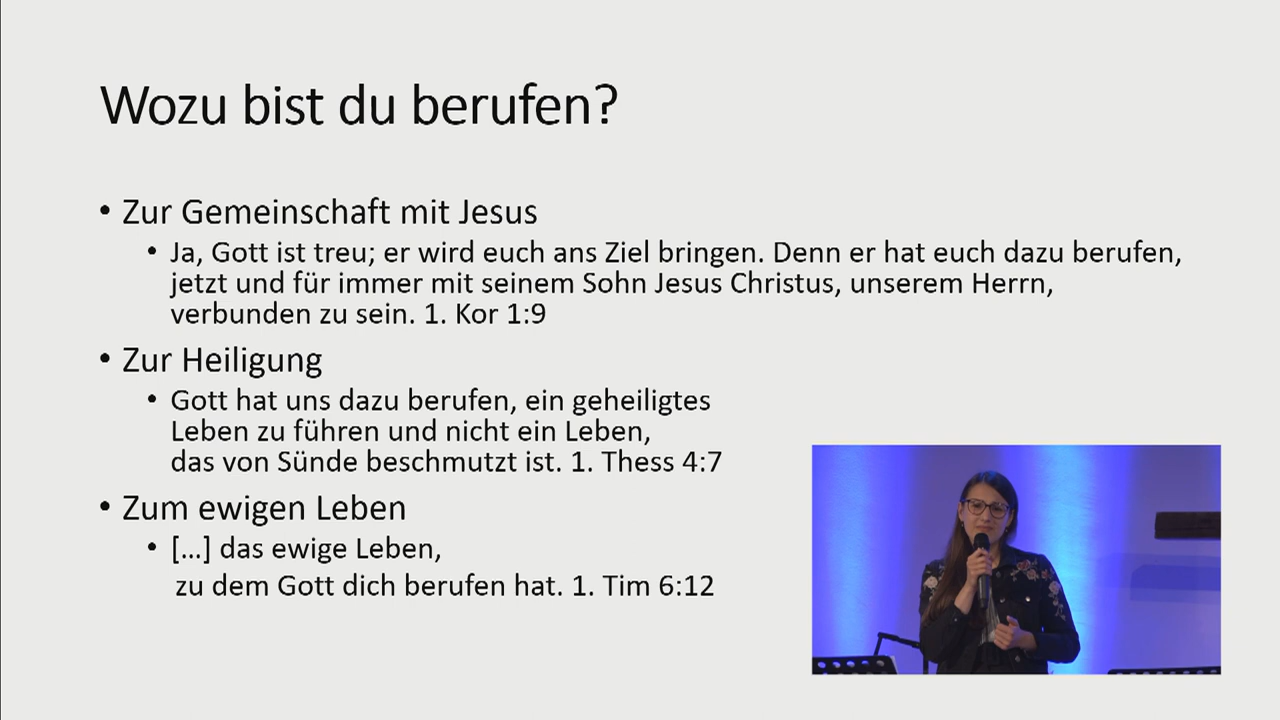 Wozu bist du berufen?
• Zur Gemeinschaft mit Jesus
• Ja, Gott ist treu; er wird euch ans Ziel bringen. Denn er hat euch dazu berufen,
jetzt und für immer mit seinem Sohn Jesus Christus, unserem Herrn,
verbunden zu sein. 1. Kor 1:9
• Zur Heiligung
• Gott hat uns dazu berufen, ein geheiligtes
Leben zu führen und nicht ein Leben,
das von Sünde beschmutzt ist. 1. Thess 4:7
• Zum ewigen Leben
• [...] das ewige Leben,
zu dem Gott dich berufen hat. 1. Tim 6:12